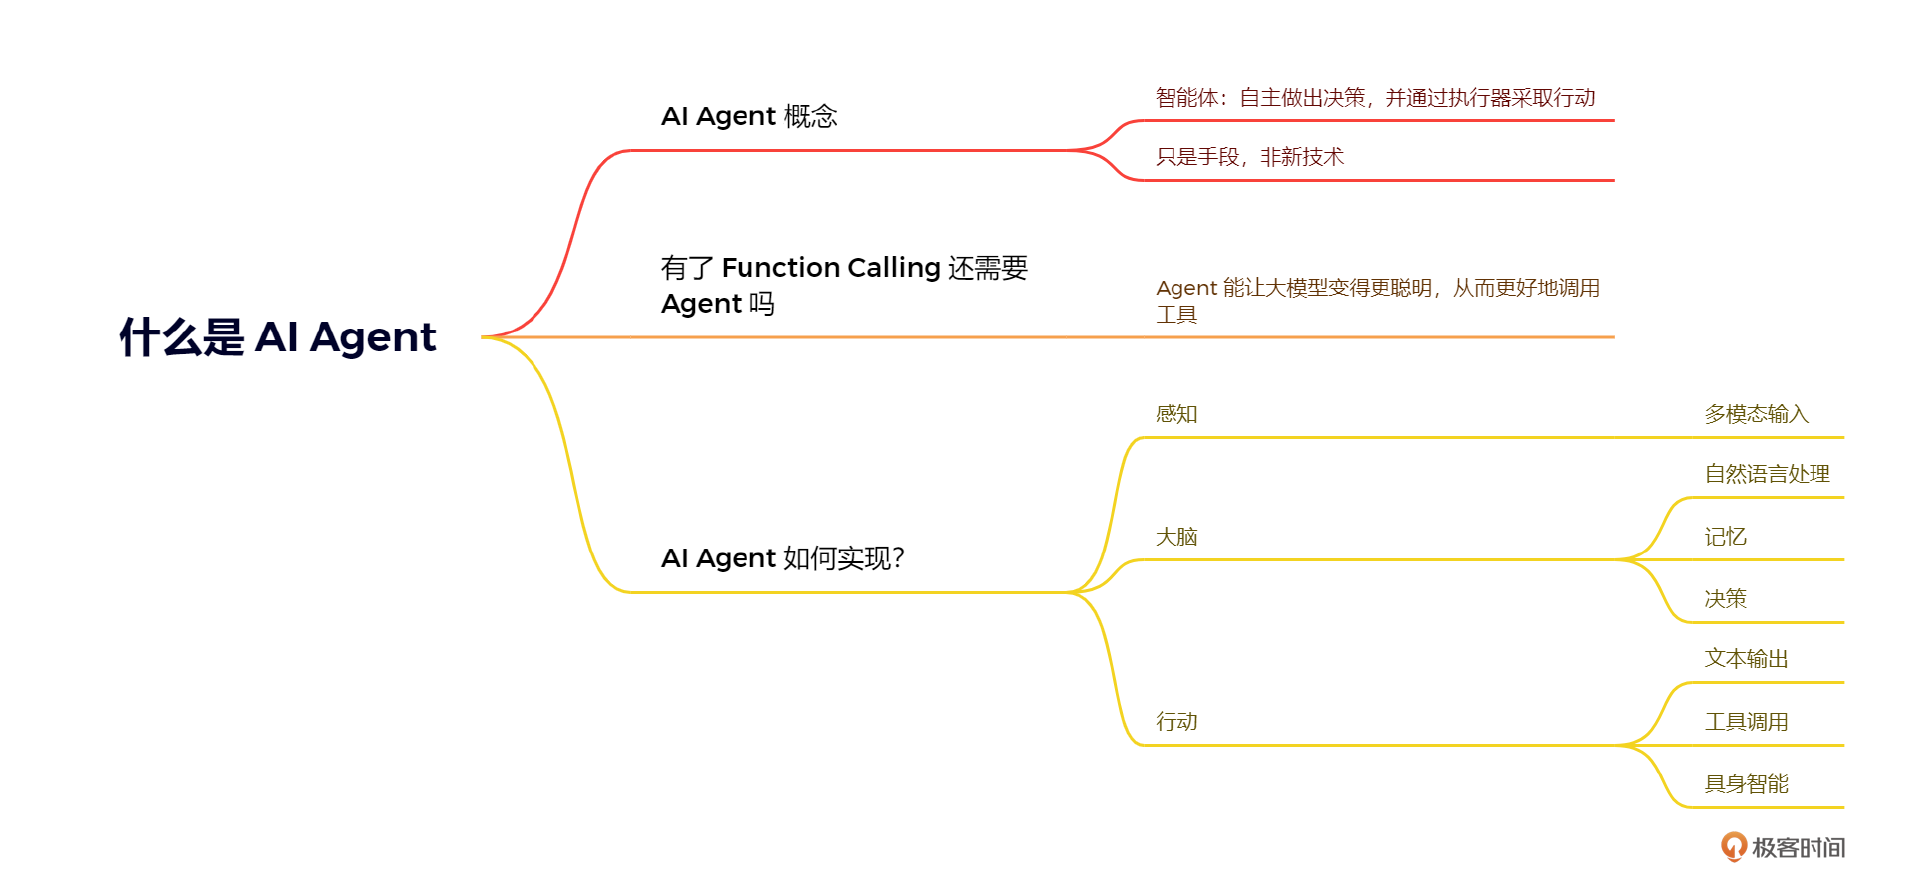 什么是 AI Agent
AI Agent 概念
智能体：自主做出决策，并通过执行器采取行动
只是手段，非新技术
有了 Function Calling 还需要
Agent 吗
Agent 能让大模型变得更聪明，从而更好地调用
工具
AI Agent 如何实现？
感知
多模态输入
大脑
自然语言处理
记忆
决策
行动
文本输出
工具调用
具身智能
极客时间